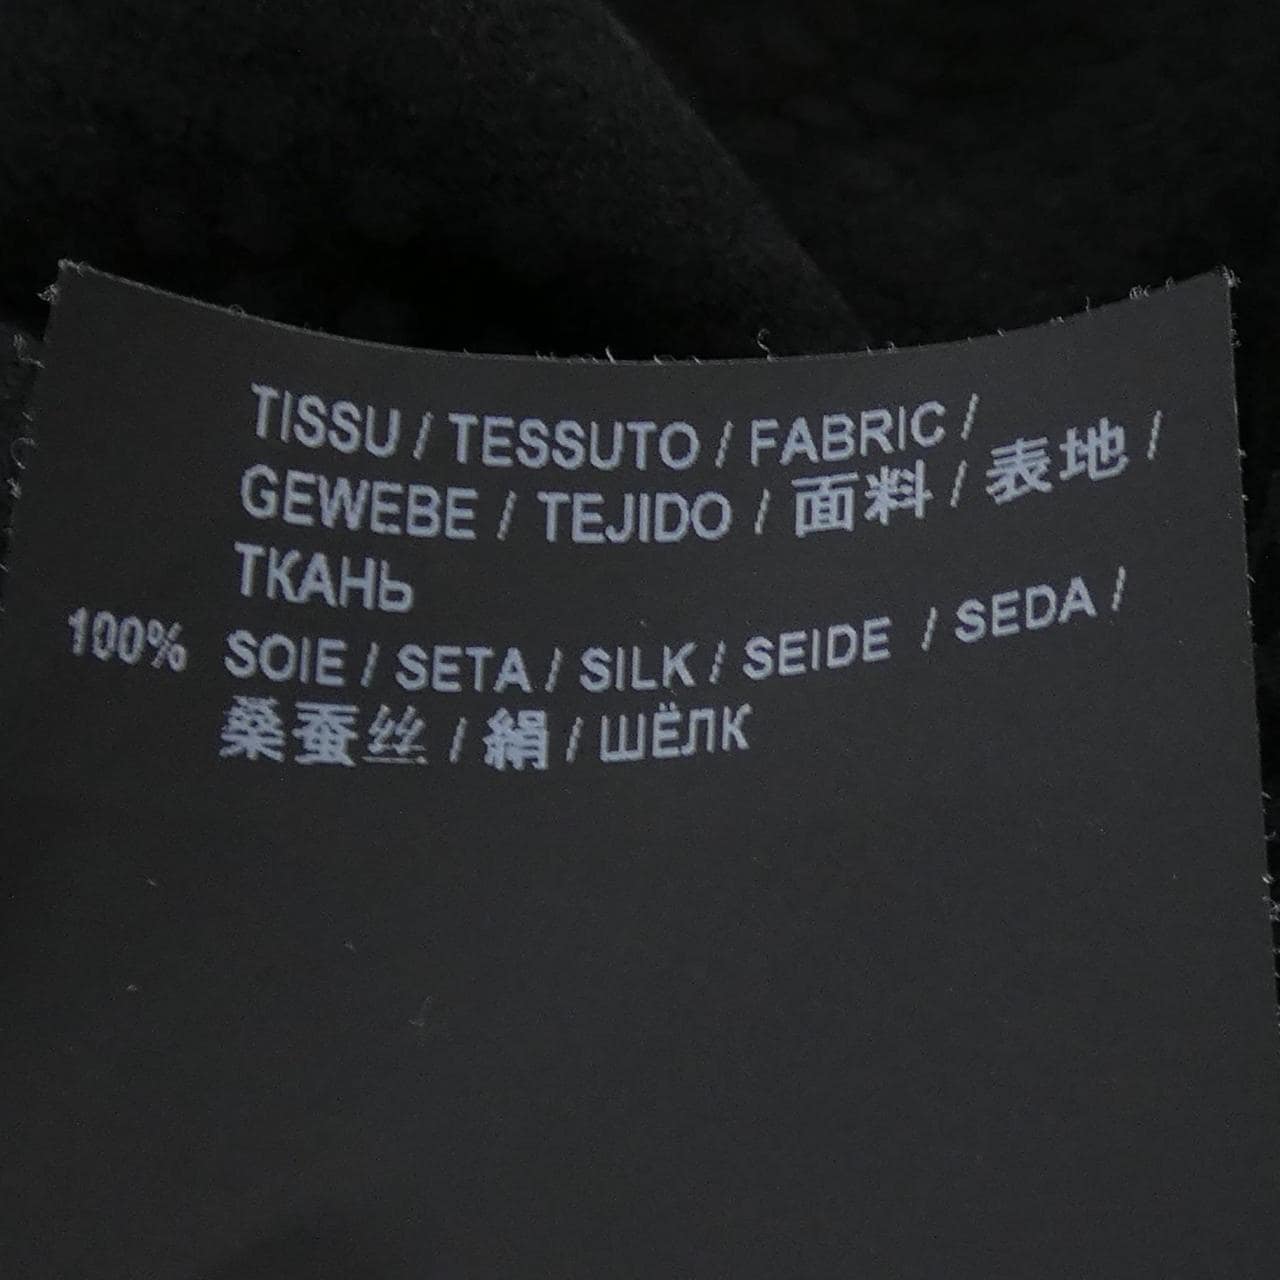 TISSU / TESSUTO / FABRIC /
GEWEBE / TEJIDO / 面料 / 表地 /
ТКАНЬ
100% SOIE / SETA / SILK / SEIDE / SEDA /
桑蚕丝 / 絹 / ШЁЛК